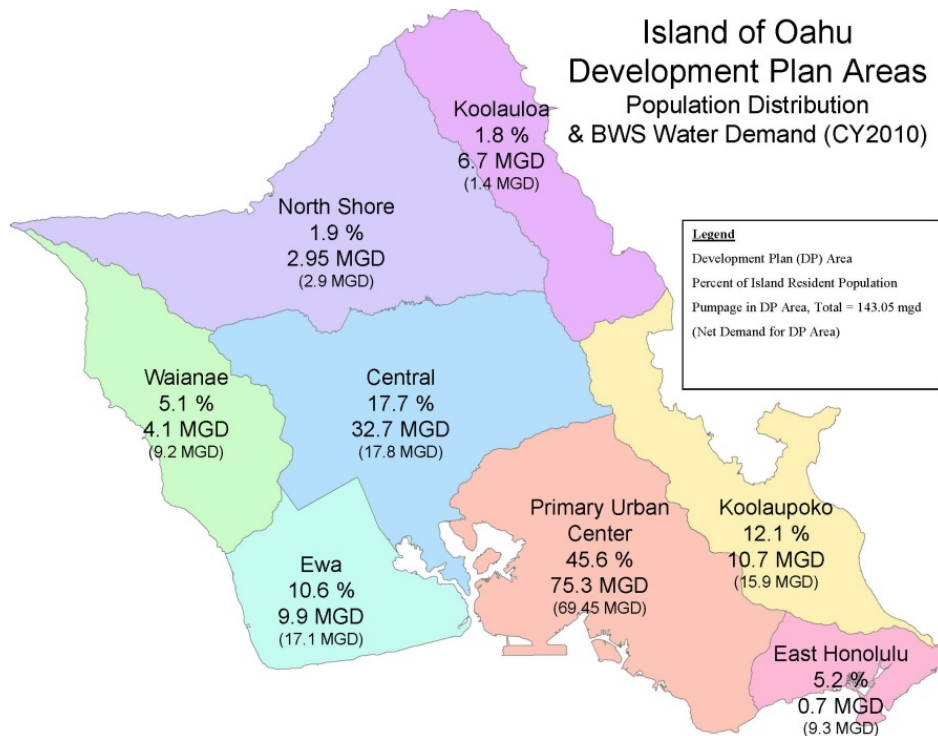 Island of Oahu
Development Plan Areas
Population Distribution
& BWS Water Demand (CY2010)
Koolauloa
1.8 %
6.7 MGD
(1.4 MGD)
North Shore
1.9 %
2.95 MGD
(2.9 MGD)
Legend
Development Plan (DP) Area
Percent of Island Resident Population
Pumpage in DP Area, Total = 143.05 mgd
(Net Demand for DP Area)
Waianae
5.1 %
4.1 MGD
(9.2 MGD)
Central
17.7 %
32.7 MGD
(17.8 MGD)
Primary Urban
Center
45.6 %
75.3 MGD
(69.45 MGD)
Koolaupoko
12.1 %
10.7 MGD
(15.9 MGD)
Ewa
10.6 %
9.9 MGD
(17.1 MGD)
East Honolulu
5.2 %
0.7 MGD
(9.3 MGD)